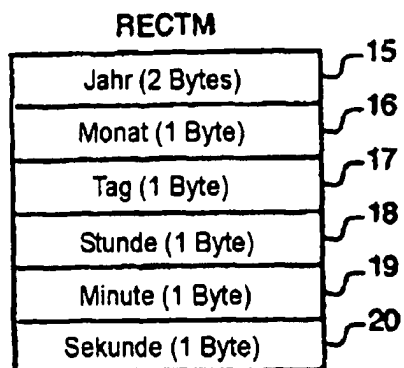 RECTM
Jahr (2 Bytes) 15
Monat (1 Byte) 16
Tag (1 Byte) 17
Stunde (1 Byte) 18
Minute (1 Byte) 19
Sekunde (1 Byte) 20